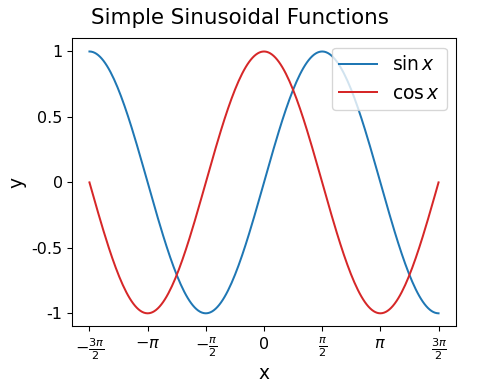 Simple Sinusoidal Functions
sin x
cos x
1
0.5
0
-0.5
-1
y
−3π/2 −π −π/2 0 π/2 π 3π/2
x